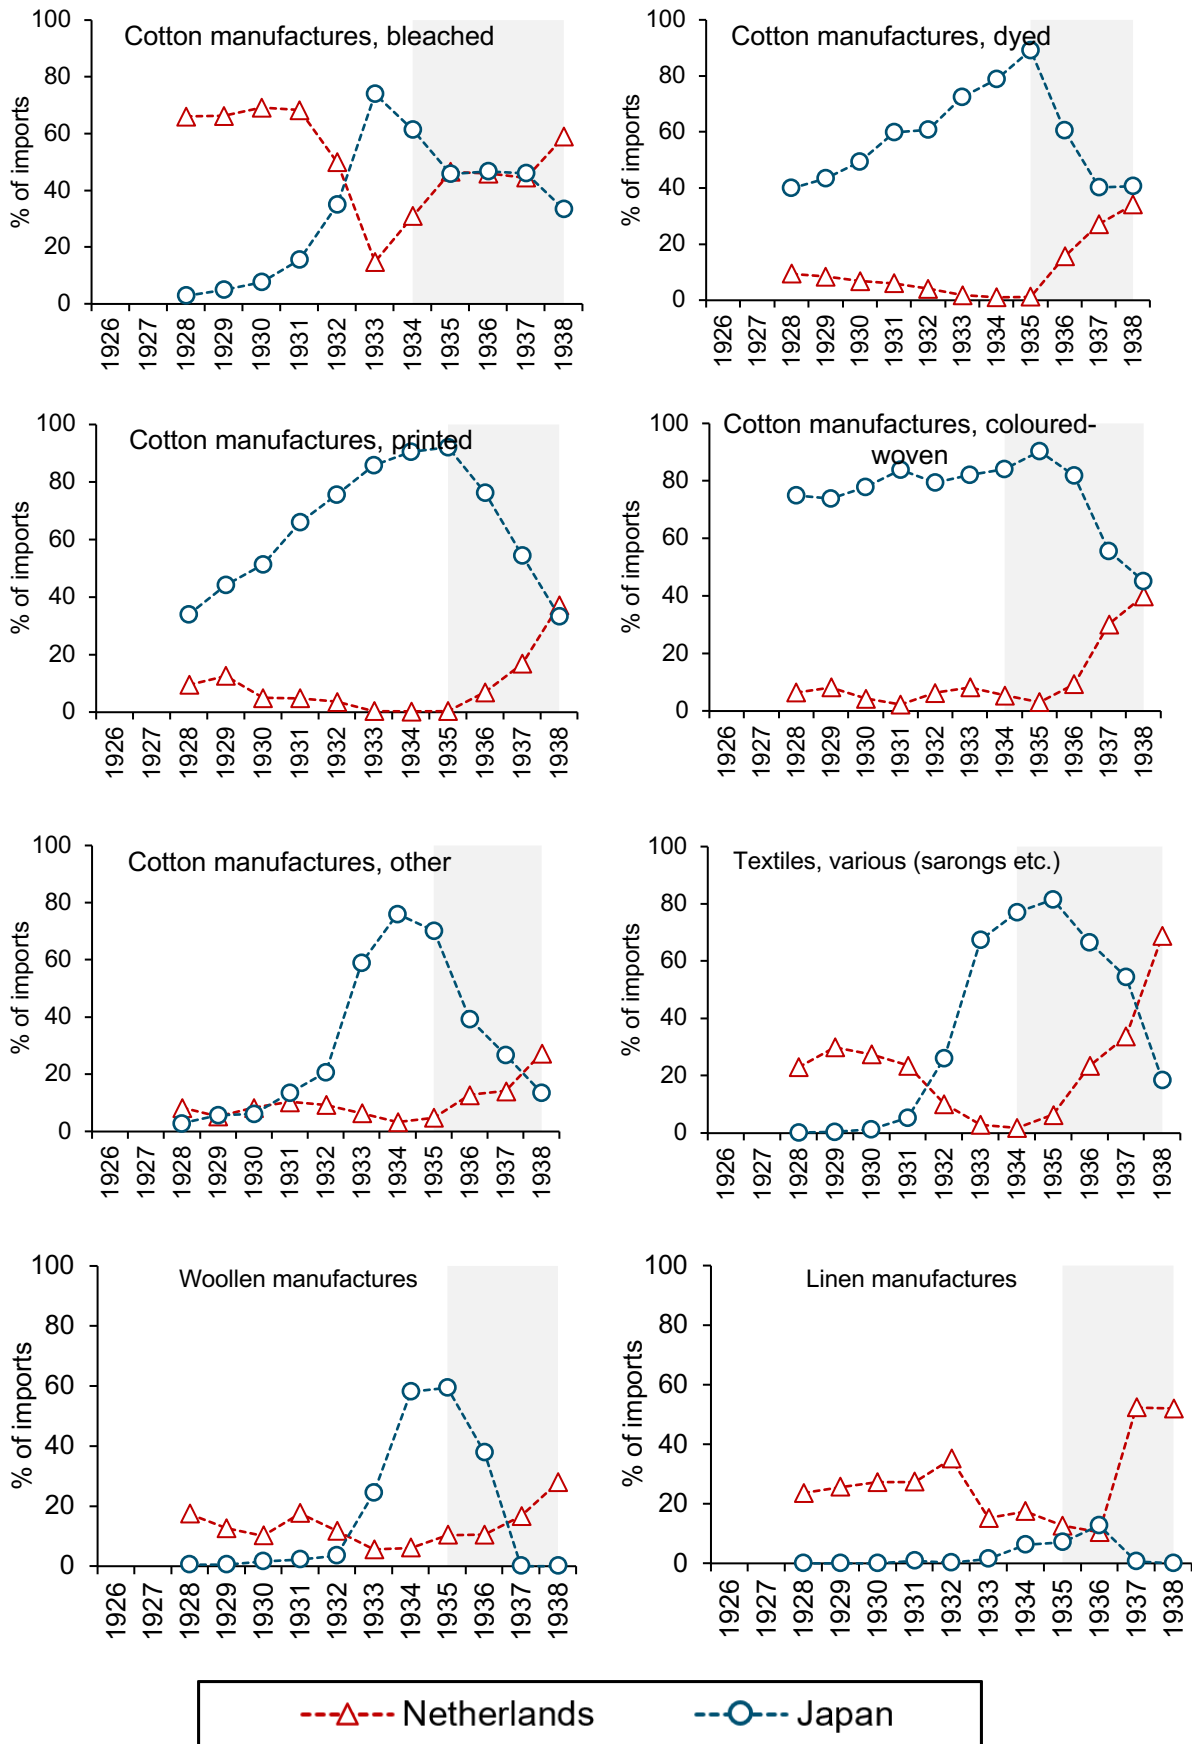 Cotton manufactures, bleached
% of imports
100
80
60
40
20
0
1926 1927 1928 1929 1930 1931 1932 1933 1934 1935 1936 1937 1938
Cotton manufactures, dyed
% of imports
100
80
60
40
20
0
1926 1927 1928 1929 1930 1931 1932 1933 1934 1935 1936 1937 1938
Cotton manufactures, printed
% of imports
100
80
60
40
20
0
1926 1927 1928 1929 1930 1931 1932 1933 1934 1935 1936 1937 1938
Cotton manufactures, coloured-
woven
% of imports
100
80
60
40
20
0
1926 1927 1928 1929 1930 1931 1932 1933 1934 1935 1936 1937 1938
Cotton manufactures, other
% of imports
100
80
60
40
20
0
1926 1927 1928 1929 1930 1931 1932 1933 1934 1935 1936 1937 1938
Textiles, various (sarongs etc.)
% of imports
100
80
60
40
20
0
1926 1927 1928 1929 1930 1931 1932 1933 1934 1935 1936 1937 1938
Woollen manufactures
% of imports
100
80
60
40
20
0
1926 1927 1928 1929 1930 1931 1932 1933 1934 1935 1936 1937 1938
Linen manufactures
% of imports
100
80
60
40
20
0
1926 1927 1928 1929 1930 1931 1932 1933 1934 1935 1936 1937 1938
Netherlands Japan